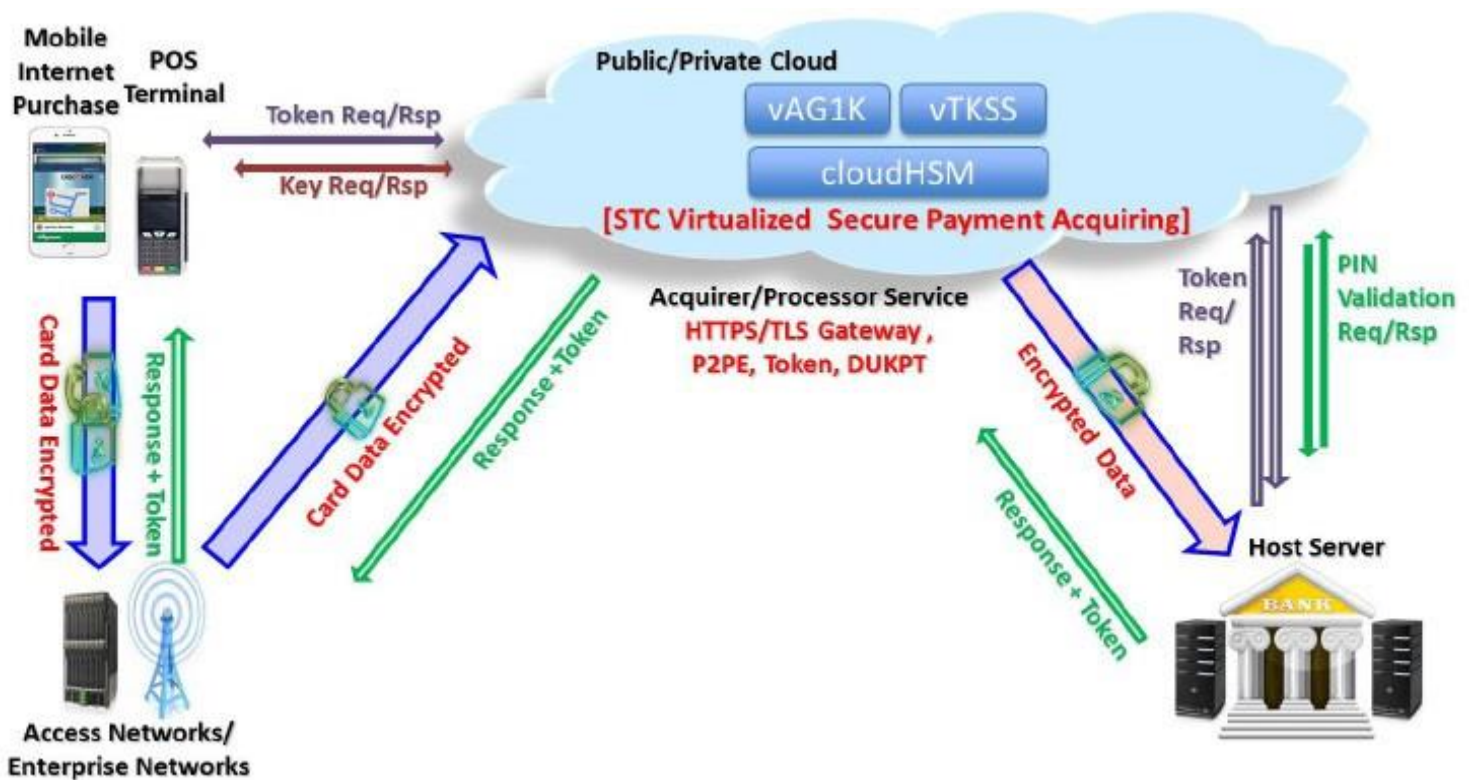 Mobile
Internet
Purchase
POS
Terminal
Token Req/Rsp
Key Req/Rsp
Public/Private Cloud
vAG1K
vTKSS
cloudHSM
[STC Virtualized Secure Payment Acquiring]
Acquirer/Processor Service
HTTPS/TLS Gateway ,
P2PE, Token, DUKPT
Card Data Encrypted
Response + Token
Card Data Encrypted
Response +Token
Encrypted Data
Response + Token
Token
Req/
Rsp
PIN
Validation
Req/Rsp
Host Server
BANK
Access Networks/
Enterprise Networks